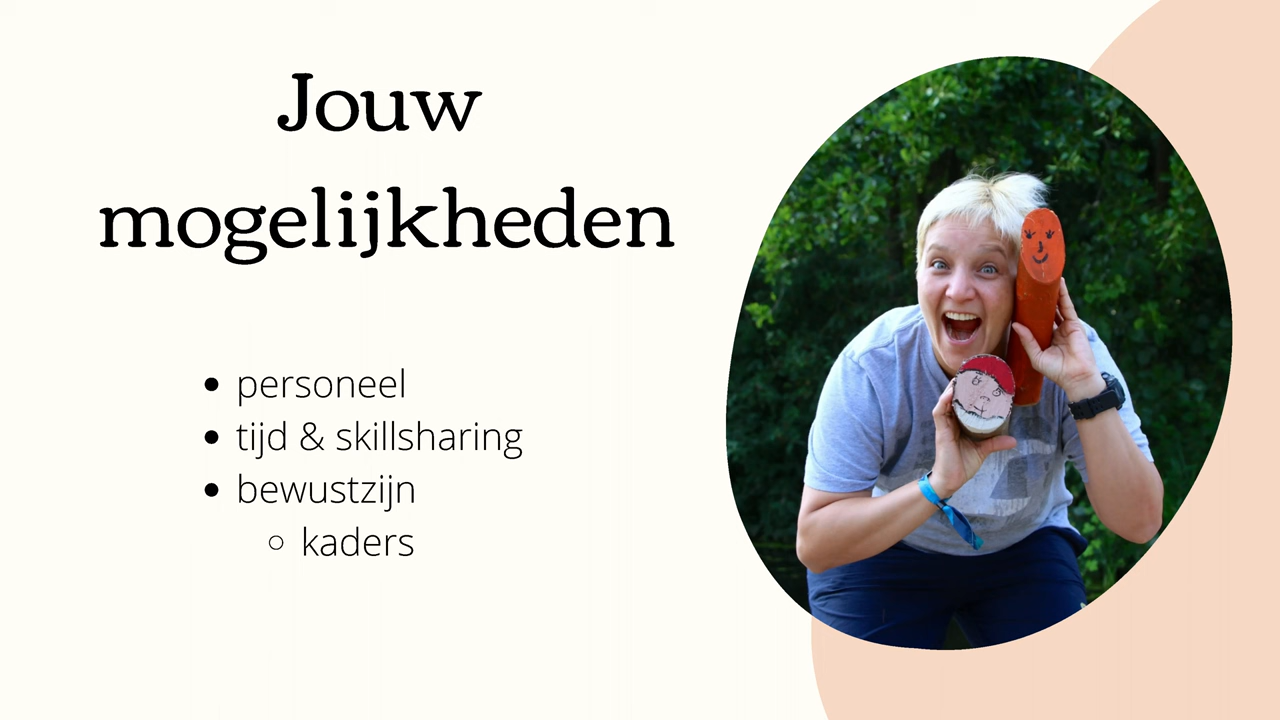 Jouw
mogelijkheden
personeel
tijd & skillsharing
bewustzijn
kaders